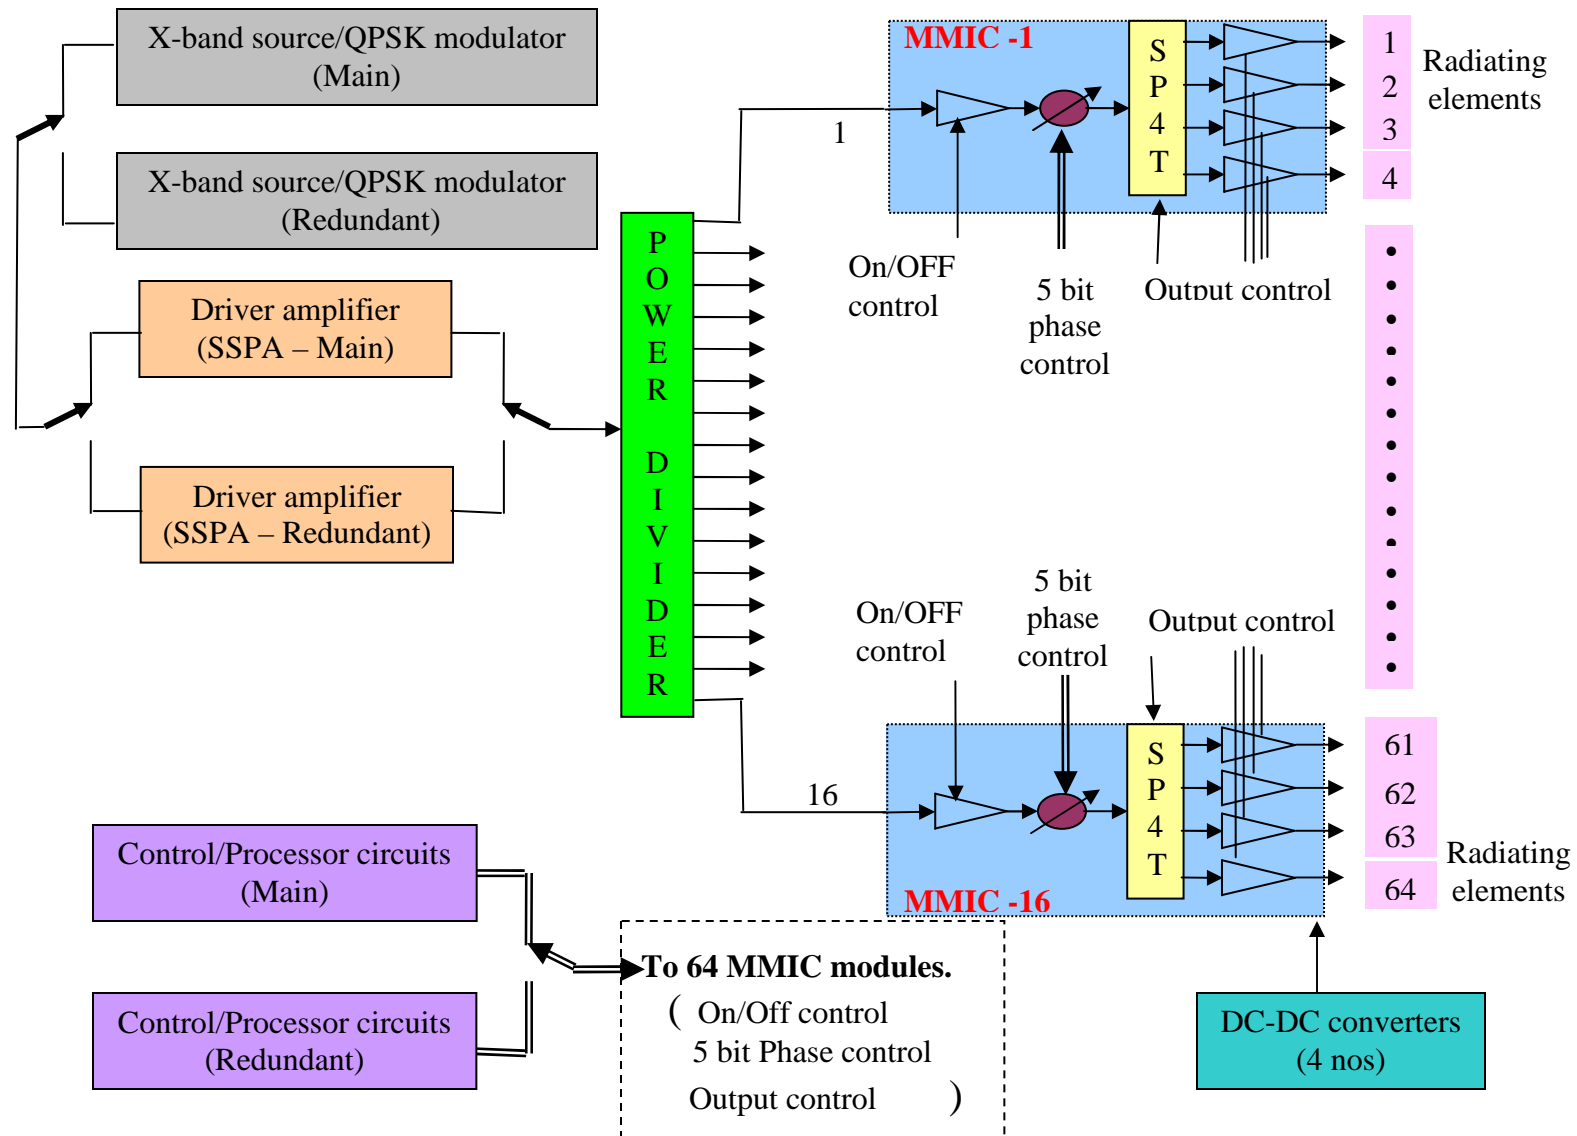 X-band source/QPSK modulator
(Main)
X-band source/QPSK modulator
(Redundant)
Driver amplifier
(SSPA – Main)
Driver amplifier
(SSPA – Redundant)
POWER DIVIDER
1
16
MMIC -1
SP4T
On/OFF
control
5 bit
phase
control
Output control
1
2
3
4
Radiating
elements
On/OFF
control
5 bit
phase
control
Output control
SP4T
MMIC -16
61
62
63
64
Radiating
elements
Control/Processor circuits
(Main)
Control/Processor circuits
(Redundant)
To 64 MMIC modules.
( On/Off control
5 bit Phase control
Output control )
DC-DC converters
(4 nos)